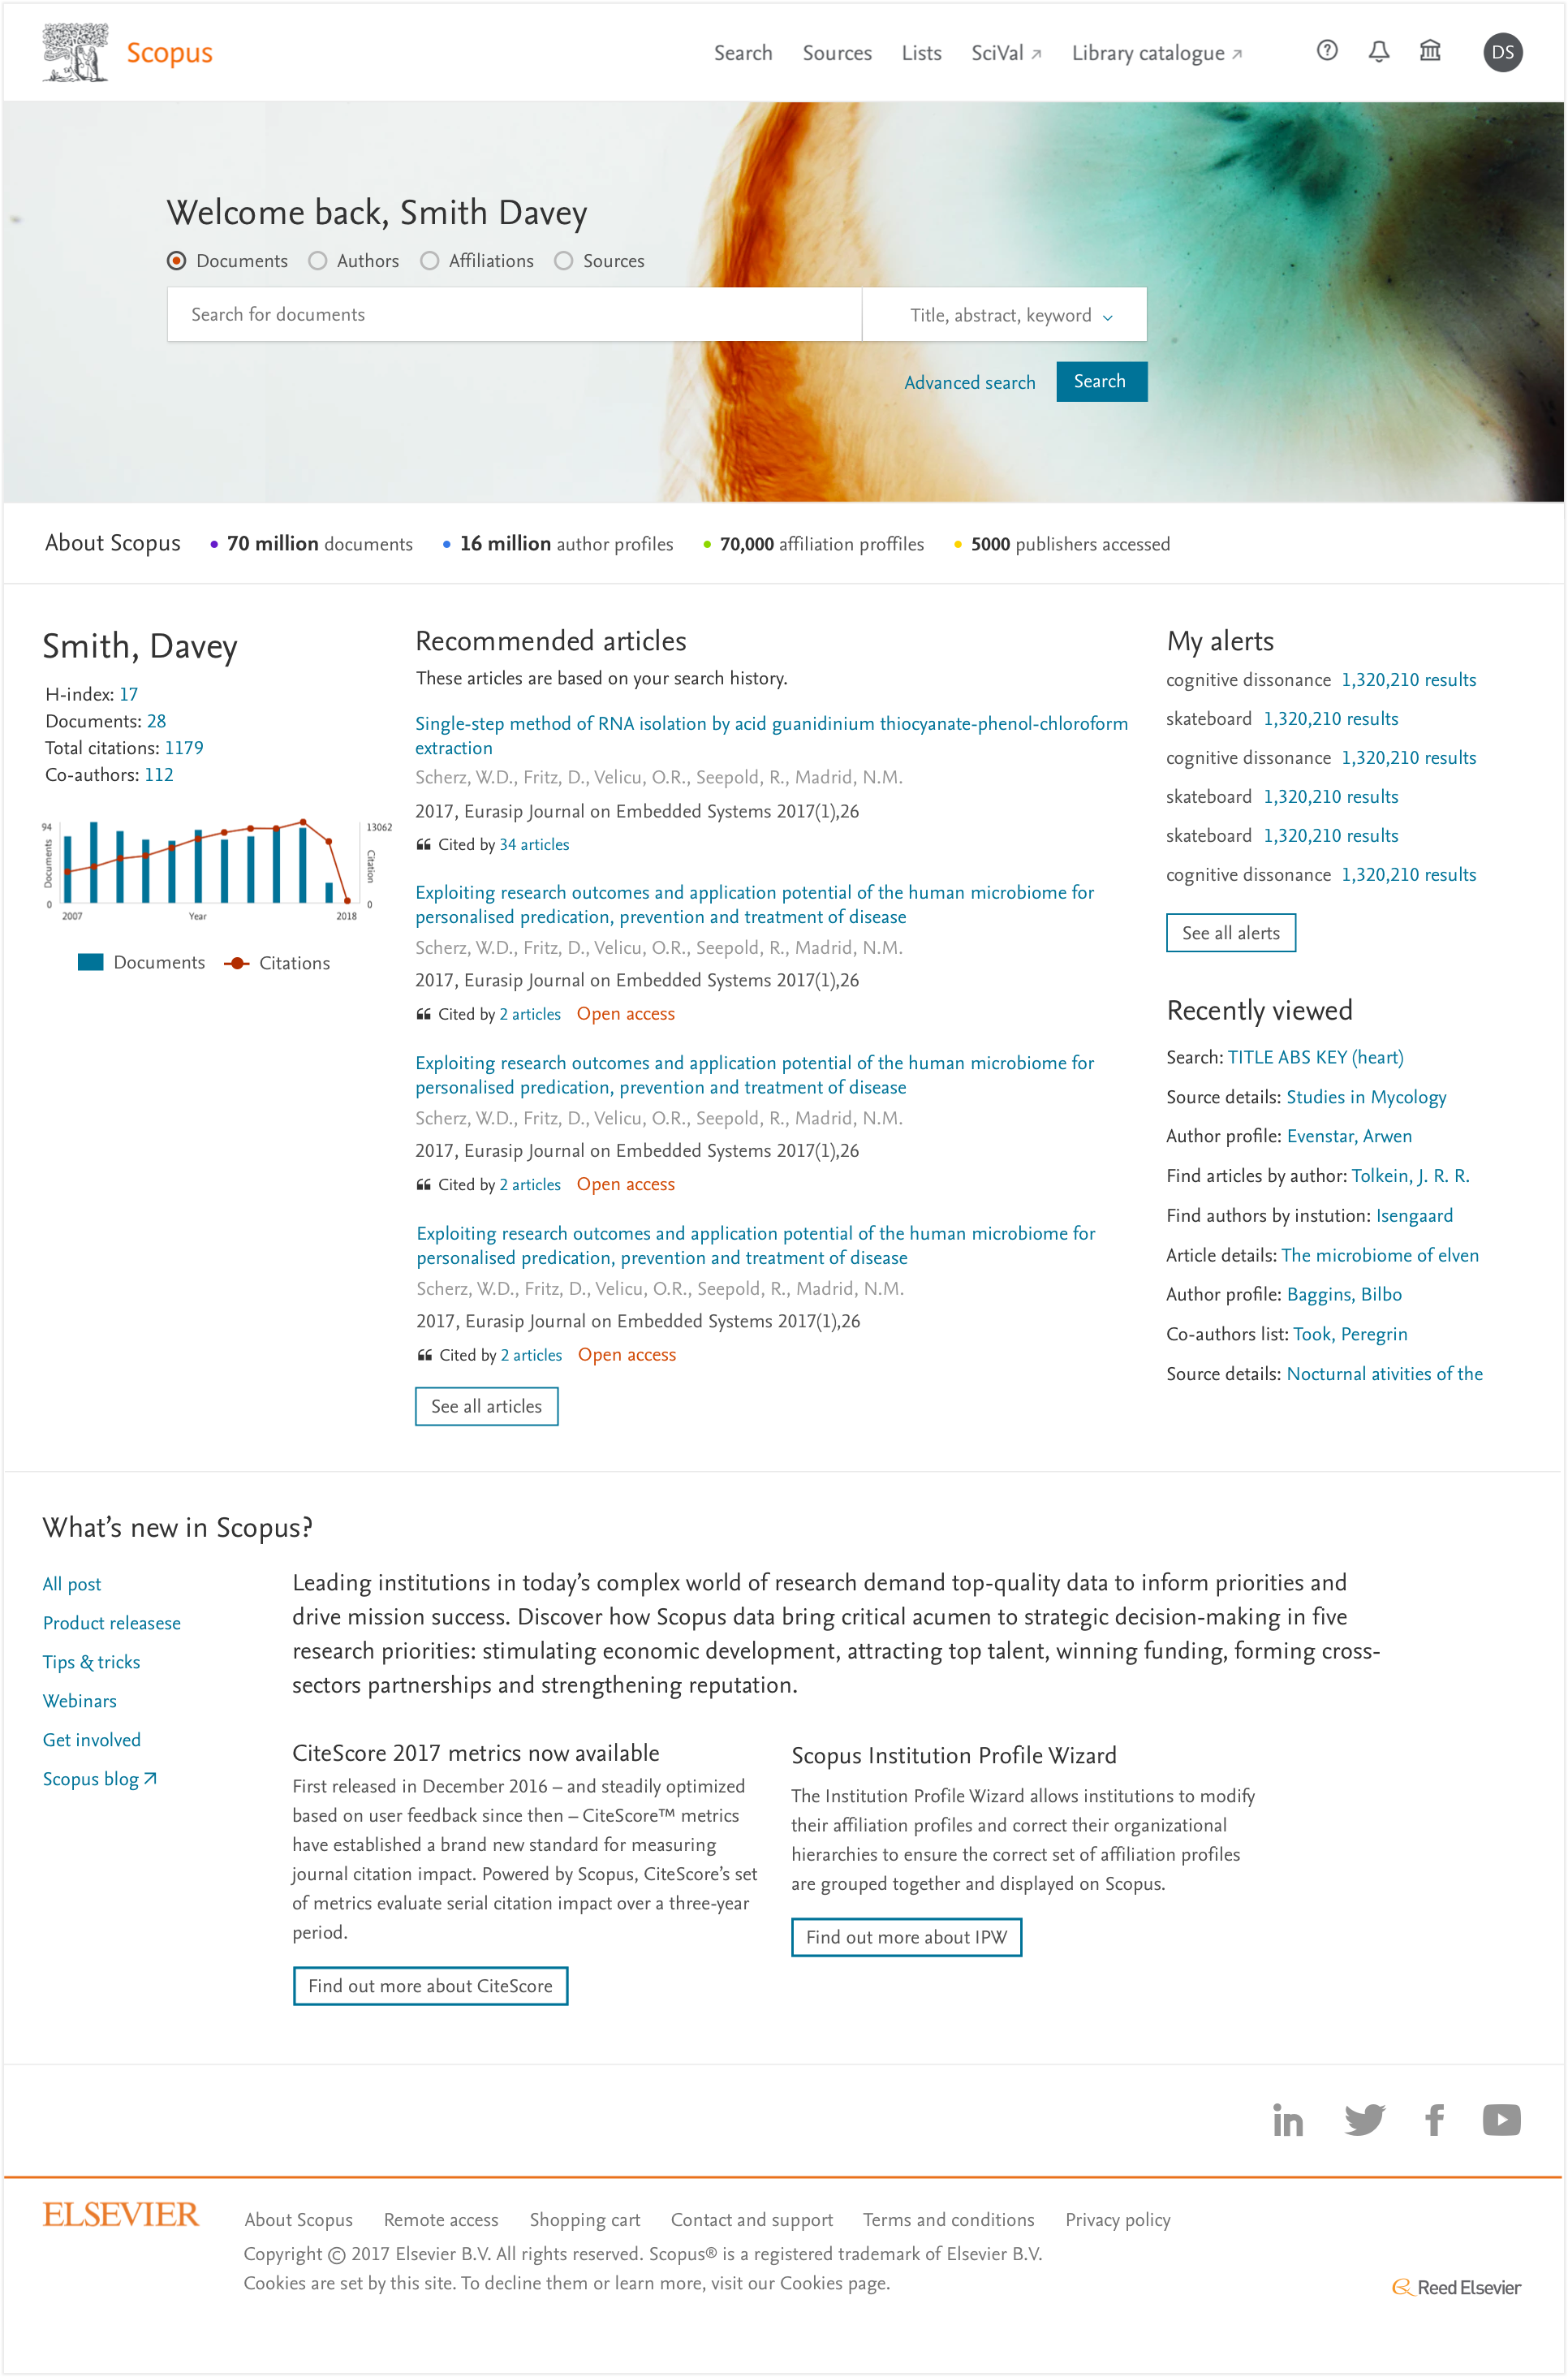 Scopus
Search Sources Lists SciVal Library catalogue DS
Welcome back, Smith Davey
Documents Authors Affiliations Sources
Search for documents Title, abstract, keyword
Advanced search Search
About Scopus 70 million documents 16 million author profiles 70,000 affiliation proffiles 5000 publishers accessed
Smith, Davey
H-index: 17
Documents: 28
Total citations: 1179
Co-authors: 112
94 13062
Documents Citation
0 0
2007 Year 2018
Documents Citations
Recommended articles
These articles are based on your search history.
Single-step method of RNA isolation by acid guanidinium thiocyanate-phenol-chloroform
extraction
Scherz, W.D., Fritz, D., Velicu, O.R., Seepold, R., Madrid, N.M.
2017, Eurasip Journal on Embedded Systems 2017(1),26
Cited by 34 articles
Exploiting research outcomes and application potential of the human microbiome for
personalised predication, prevention and treatment of disease
Scherz, W.D., Fritz, D., Velicu, O.R., Seepold, R., Madrid, N.M.
2017, Eurasip Journal on Embedded Systems 2017(1),26
Cited by 2 articles Open access
Exploiting research outcomes and application potential of the human microbiome for
personalised predication, prevention and treatment of disease
Scherz, W.D., Fritz, D., Velicu, O.R., Seepold, R., Madrid, N.M.
2017, Eurasip Journal on Embedded Systems 2017(1),26
Cited by 2 articles Open access
Exploiting research outcomes and application potential of the human microbiome for
personalised predication, prevention and treatment of disease
Scherz, W.D., Fritz, D., Velicu, O.R., Seepold, R., Madrid, N.M.
2017, Eurasip Journal on Embedded Systems 2017(1),26
Cited by 2 articles Open access
See all articles
My alerts
cognitive dissonance 1,320,210 results
skateboard 1,320,210 results
cognitive dissonance 1,320,210 results
skateboard 1,320,210 results
skateboard 1,320,210 results
cognitive dissonance 1,320,210 results
See all alerts
Recently viewed
Search: TITLE ABS KEY (heart)
Source details: Studies in Mycology
Author profile: Evenstar, Arwen
Find articles by author: Tolkein, J. R. R.
Find authors by instution: Isengaard
Article details: The microbiome of elven
Author profile: Baggins, Bilbo
Co-authors list: Took, Peregrin
Source details: Nocturnal ativities of the
What's new in Scopus?
All post
Product releasese
Tips & tricks
Webinars
Get involved
Scopus blog
Leading institutions in today's complex world of research demand top-quality data to inform priorities and
drive mission success. Discover how Scopus data bring critical acumen to strategic decision-making in five
research priorities: stimulating economic development, attracting top talent, winning funding, forming cross-
sectors partnerships and strengthening reputation.
CiteScore 2017 metrics now available
First released in December 2016 – and steadily optimized
based on user feedback since then – CiteScore™ metrics
have established a brand new standard for measuring
journal citation impact. Powered by Scopus, CiteScore's set
of metrics evaluate serial citation impact over a three-year
period.
Find out more about CiteScore
Scopus Institution Profile Wizard
The Institution Profile Wizard allows institutions to modify
their affiliation profiles and correct their organizational
hierarchies to ensure the correct set of affiliation profiles
are grouped together and displayed on Scopus.
Find out more about IPW
ELSEVIER
About Scopus Remote access Shopping cart Contact and support Terms and conditions Privacy policy
Copyright © 2017 Elsevier B.V. All rights reserved. Scopus® is a registered trademark of Elsevier B.V.
Cookies are set by this site. To decline them or learn more, visit our Cookies page.
Reed Elsevier